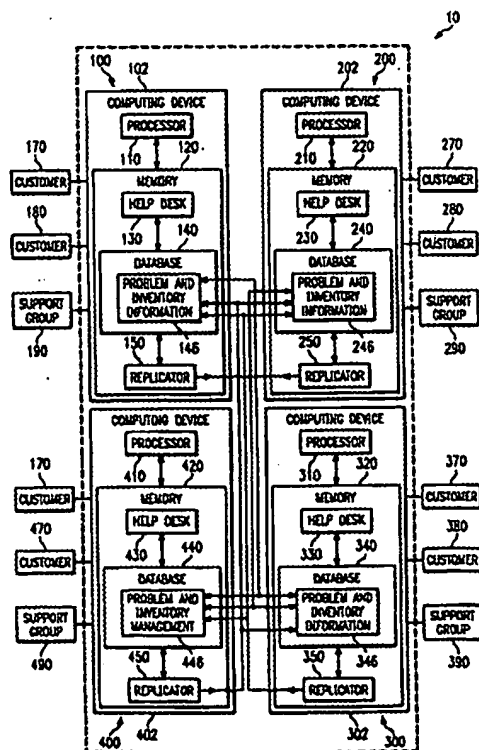 10
100
102
COMPUTING DEVICE
PROCESSOR
110
120
MEMORY
HELP DESK
130
140
DATABASE
PROBLEM AND
INVENTORY
INFORMATION
150
146
REPLICATOR
170
CUSTOMER
180
CUSTOMER
SUPPORT
GROUP
190
202
200
COMPUTING DEVICE
PROCESSOR
210
220
MEMORY
HELP DESK
230
240
DATABASE
PROBLEM AND
INVENTORY
INFORMATION
250
246
REPLICATOR
270
CUSTOMER
280
CUSTOMER
SUPPORT
GROUP
290
COMPUTING DEVICE
PROCESSOR
410
420
MEMORY
HELP DESK
430
440
DATABASE
PROBLEM AND
INVENTORY
MANAGEMENT
450
446
REPLICATOR
170
CUSTOMER
470
CUSTOMER
SUPPORT
GROUP
490
400
402
COMPUTING DEVICE
PROCESSOR
310
320
MEMORY
HELP DESK
330
340
DATABASE
PROBLEM AND
INVENTORY
INFORMATION
350
346
REPLICATOR
370
CUSTOMER
380
CUSTOMER
SUPPORT
GROUP
390
302
300